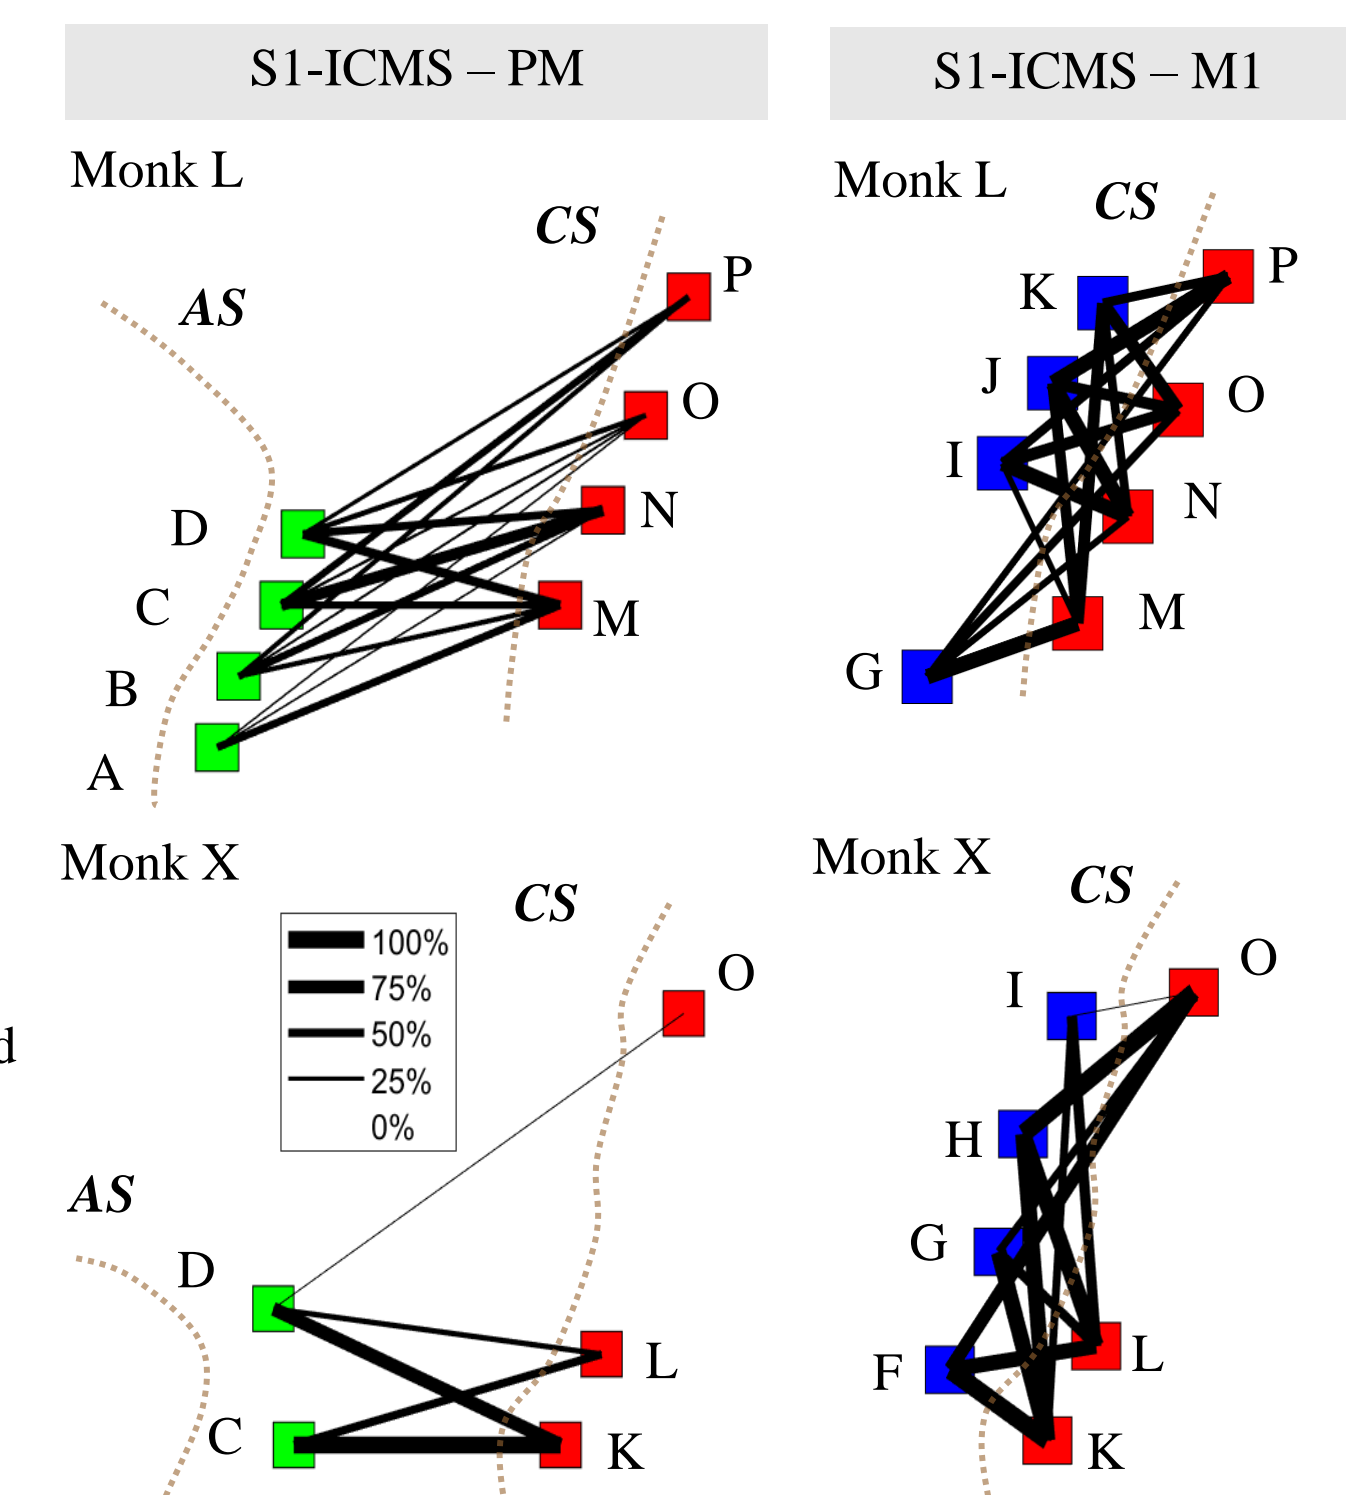 S1-ICMS – PM
Monk L
CS
AS
P
O
N
D
C
M
B
A
S1-ICMS – M1
Monk L
CS
P
K
J
O
I
N
M
G
Monk X
CS
100%
75%
50%
25%
0%
O
AS
D
L
C
K
d
Monk X
CS
O
I
H
G
L
F
K